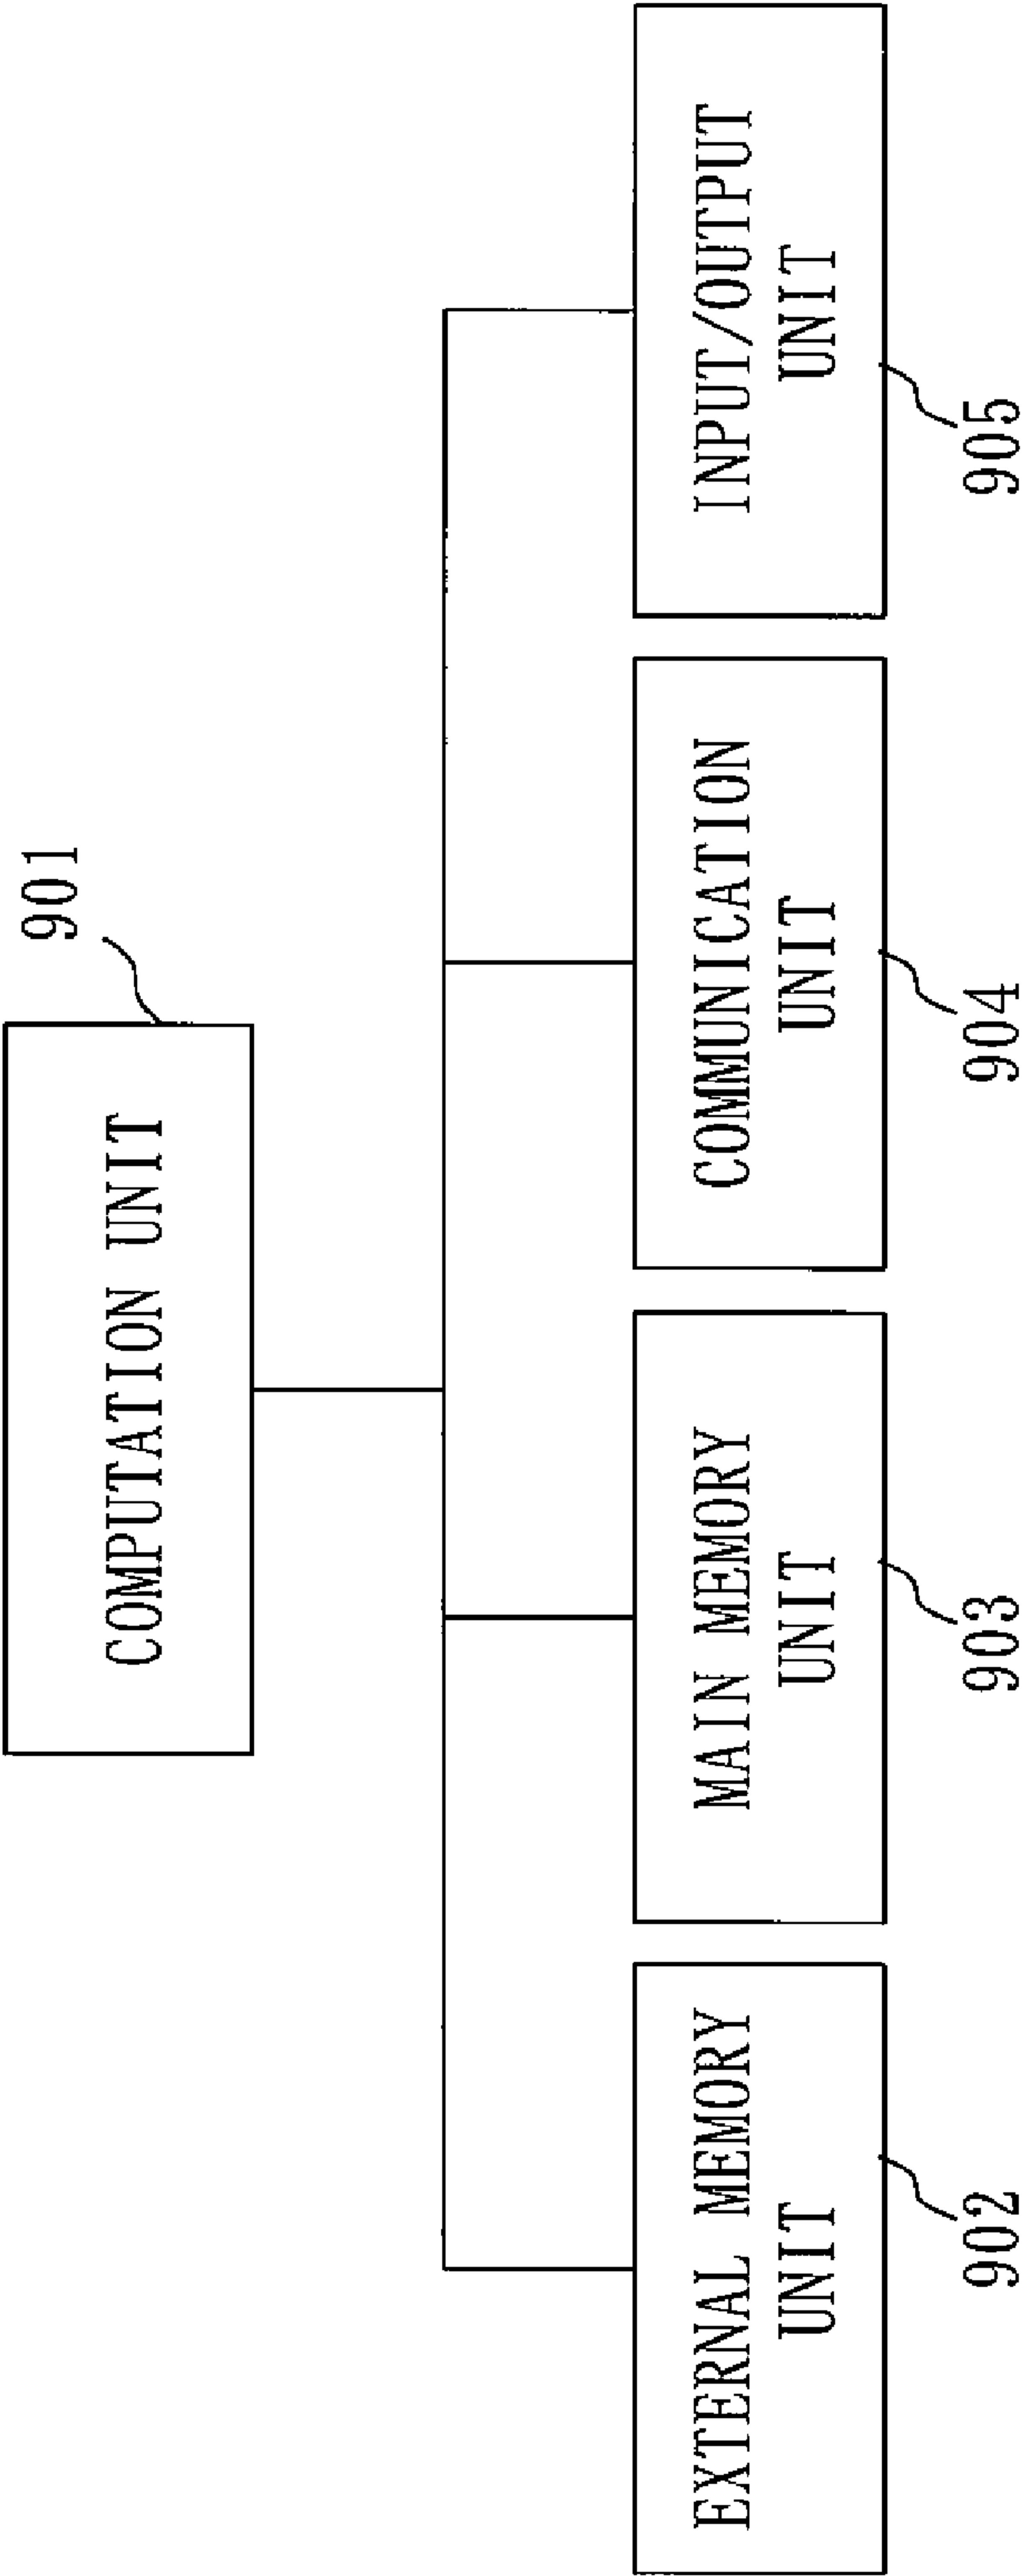 901
COMPUTATION UNIT
EXTERNAL MEMORY
UNIT
902
MAIN MEMORY
UNIT
903
COMMUNICATION
UNIT
904
INPUT/OUTPUT
UNIT
905